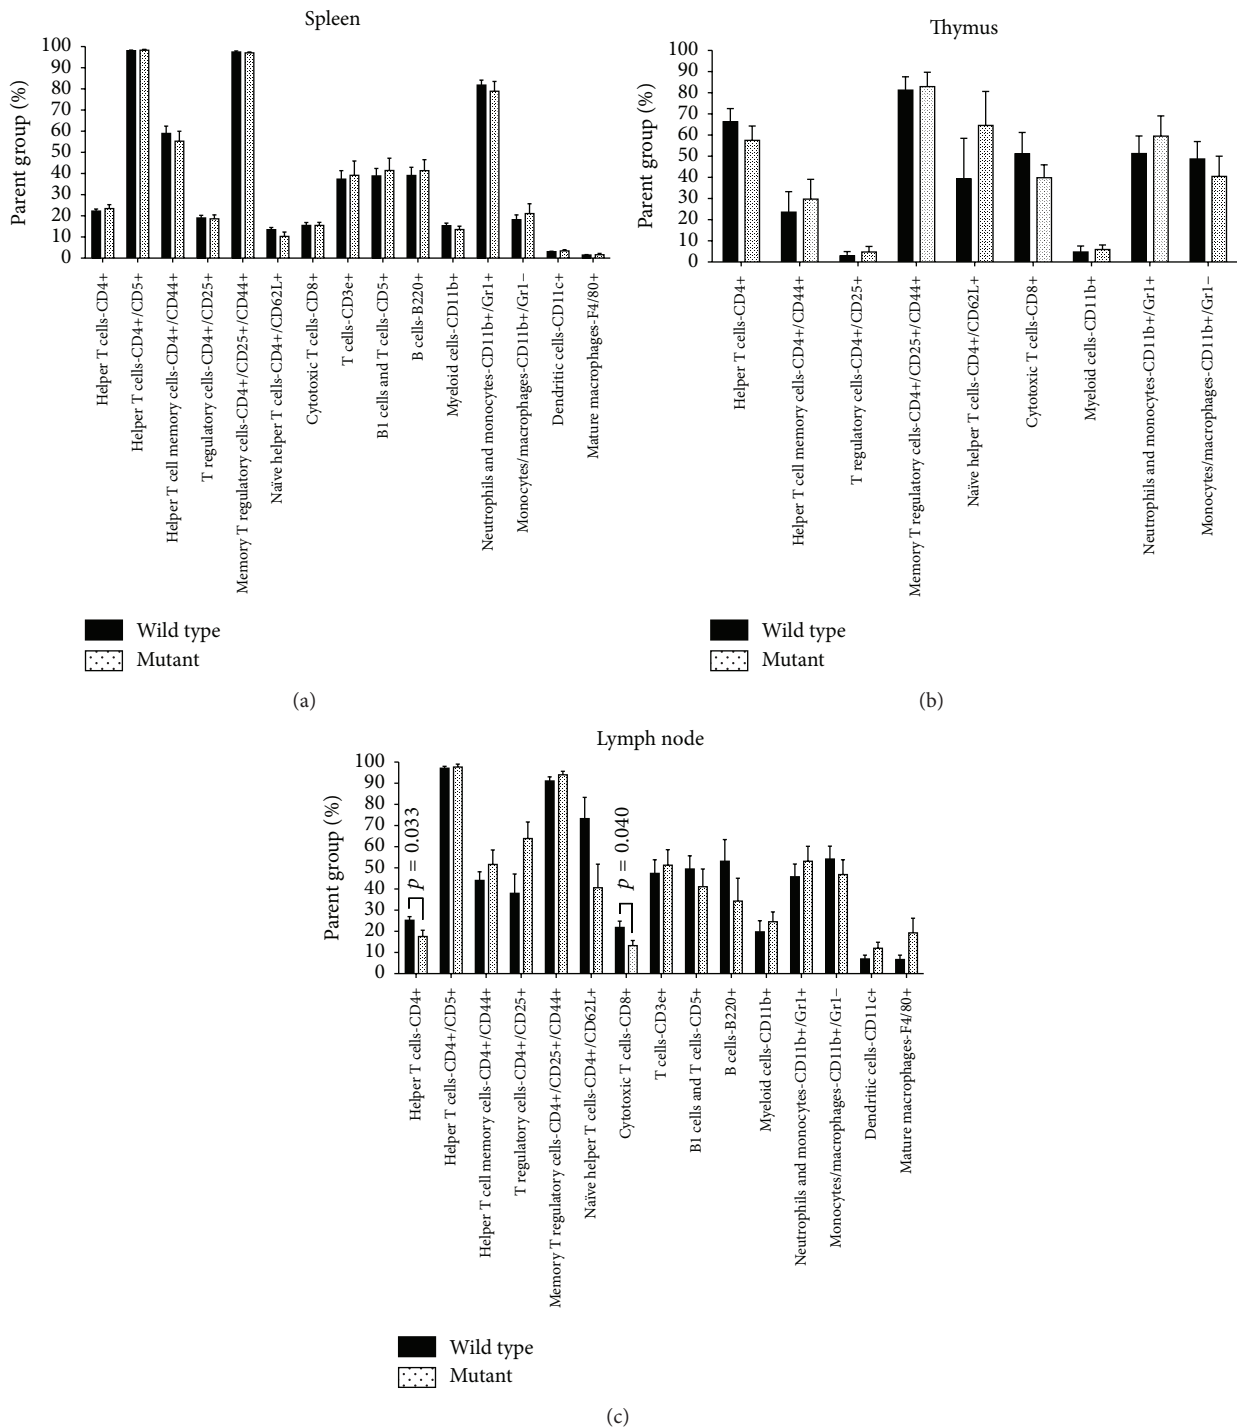 Spleen
Parent group (%)
100
90
80
70
60
50
40
30
20
10
0
Helper T cells-CD4+
Helper T cells-CD4+/CD5+
Helper T cell memory cells-CD4+/CD44+
T regulatory cells-CD4+/CD25+
Memory T regulatory cells-CD4+/CD25+/CD44+
Naïve helper T cells-CD4+/CD62L+
Cytotoxic T cells-CD8+
T cells-CD3e+
B1 cells and T cells-CD5+
B cells-B220+
Myeloid cells-CD11b+
Neutrophils and monocytes-CD11b+/Gr1+
Monocytes/macrophages-CD11b+/Gr1−
Dendritic cells-CD11c+
Mature macrophages-F4/80+
Wild type
Mutant
(a)
Thymus
Parent group (%)
100
90
80
70
60
50
40
30
20
10
0
Helper T cells-CD4+
Helper T cell memory cells-CD4+/CD44+
T regulatory cells-CD4+/CD25+
Memory T regulatory cells-CD4+/CD25+/CD44+
Naïve helper T cells-CD4+/CD62L+
Cytotoxic T cells-CD8+
Myeloid cells-CD11b+
Neutrophils and monocytes-CD11b+/Gr1+
Monocytes/macrophages-CD11b+/Gr1−
Wild type
Mutant
(b)
Lymph node
Parent group (%)
100
90
80
70
60
50
40
30
20
10
0
p = 0.033
p = 0.040
Helper T cells-CD4+
Helper T cells-CD4+/CD5+
Helper T cell memory cells-CD4+/CD44+
T regulatory cells-CD4+/CD25+
Memory T regulatory cells-CD4+/CD25+/CD44+
Naïve helper T cells-CD4+/CD62L+
Cytotoxic T cells-CD8+
T cells-CD3e+
B1 cells and T cells-CD5+
B cells-B220+
Myeloid cells-CD11b+
Neutrophils and monocytes-CD11b+/Gr1+
Monocytes/macrophages-CD11b+/Gr1−
Dendritic cells-CD11c+
Mature macrophages-F4/80+
Wild type
Mutant
(c)